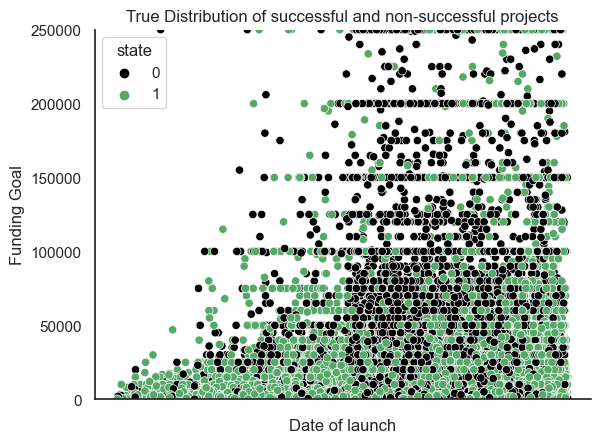 True Distribution of successful and non-successful projects
250000
200000
150000
100000
50000
0
Funding Goal
state
0
1
Date of launch